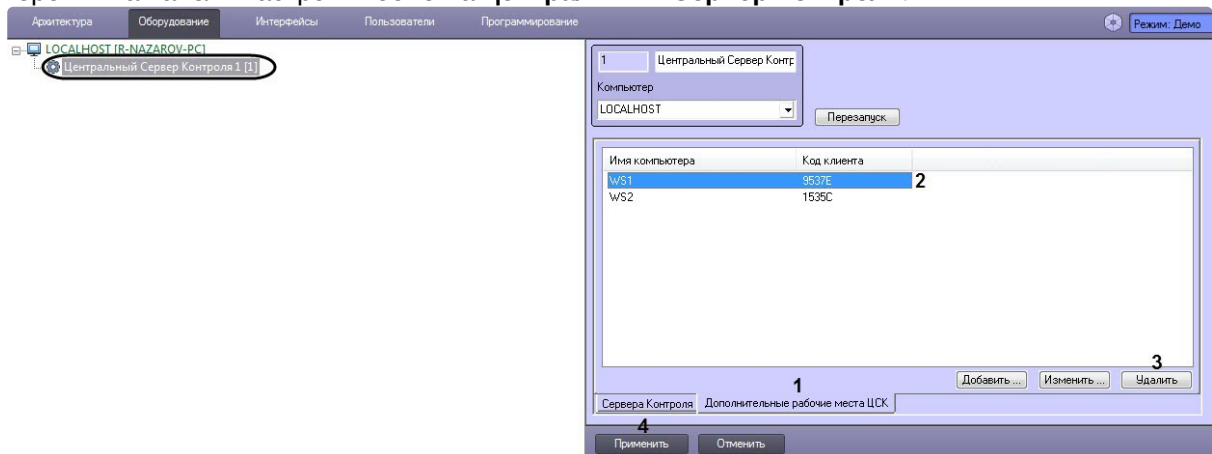 Архитектура Оборудование Интерфейсы Пользователи Программирование Режим: Демо
LOCALHOST [R-NAZAROV-PC]
Центральный Сервер Контроля 1 [1]
1 Центральный Сервер Контр
Компьютер
LOCALHOST
Перезапуск
Имя компьютера Код клиента
WS1 9537E 2
WS2 1535C
3
Добавить ... Изменить ... Удалить
1
Сервера Контроля Дополнительные рабочие места ЦСК
4
Применить Отменить